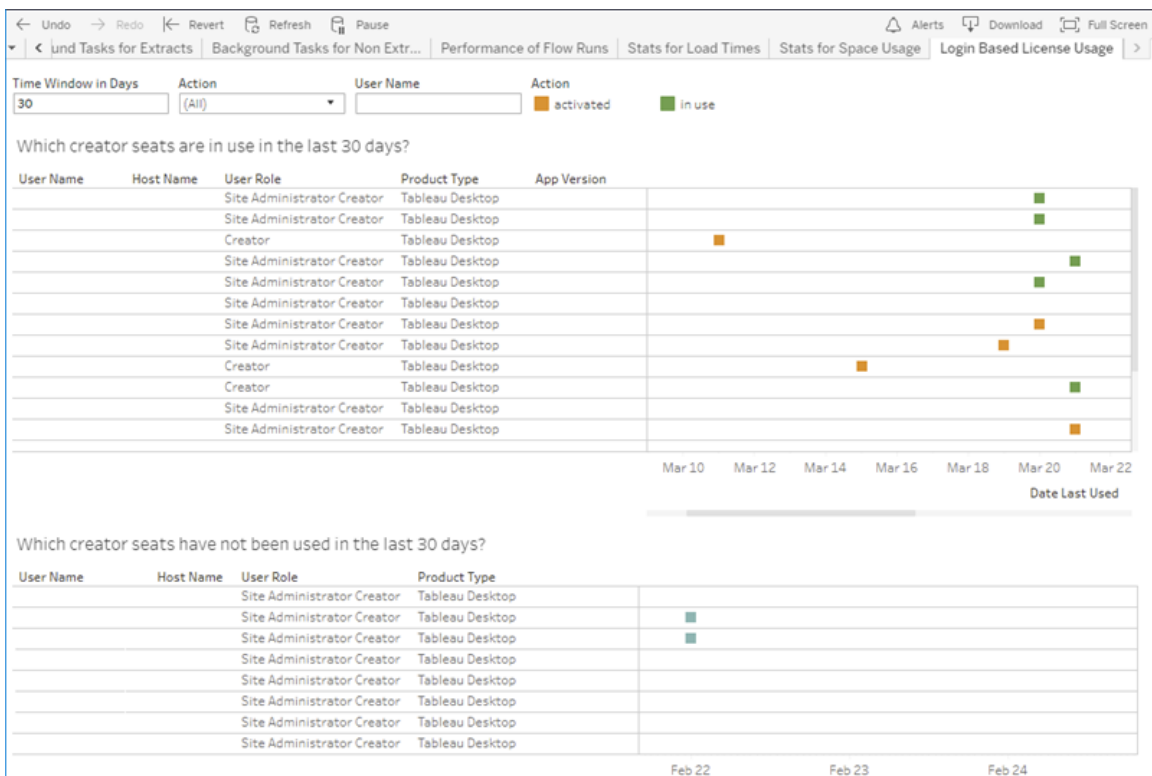 Undo Redo Revert Refresh Pause Alerts Download Full Screen
und Tasks for Extracts Background Tasks for Non Extr... Performance of Flow Runs Stats for Load Times Stats for Space Usage Login Based License Usage
Time Window in Days Action User Name Action
30 (All) activated in use
Which creator seats are in use in the last 30 days?
User Name Host Name User Role Product Type App Version
Site Administrator Creator Tableau Desktop
Site Administrator Creator Tableau Desktop
Creator Tableau Desktop
Site Administrator Creator Tableau Desktop
Site Administrator Creator Tableau Desktop
Site Administrator Creator Tableau Desktop
Site Administrator Creator Tableau Desktop
Site Administrator Creator Tableau Desktop
Creator Tableau Desktop
Creator Tableau Desktop
Site Administrator Creator Tableau Desktop
Site Administrator Creator Tableau Desktop
Mar 10 Mar 12 Mar 14 Mar 16 Mar 18 Mar 20 Mar 22
Date Last Used
Which creator seats have not been used in the last 30 days?
User Name Host Name User Role Product Type
Site Administrator Creator Tableau Desktop
Site Administrator Creator Tableau Desktop
Site Administrator Creator Tableau Desktop
Site Administrator Creator Tableau Desktop
Site Administrator Creator Tableau Desktop
Site Administrator Creator Tableau Desktop
Site Administrator Creator Tableau Desktop
Site Administrator Creator Tableau Desktop
Feb 22 Feb 23 Feb 24